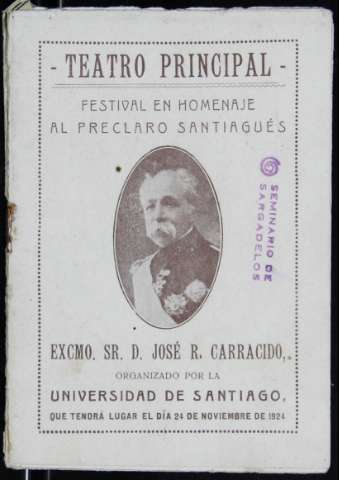 - TEATRO PRINCIPAL -
FESTIVAL EN HOMENAJE
AL PRECLARO SANTIAGUÉS
SEMINARIO DE
SARGADELOS
EXCMO. SR. D. JOSÉ R. CARRACIDO,
ORGANIZADO POR LA
UNIVERSIDAD DE SANTIAGO,
QUE TENDRÁ LUGAR EL DÍA 24 DE NOVIEMBRE DE 1924